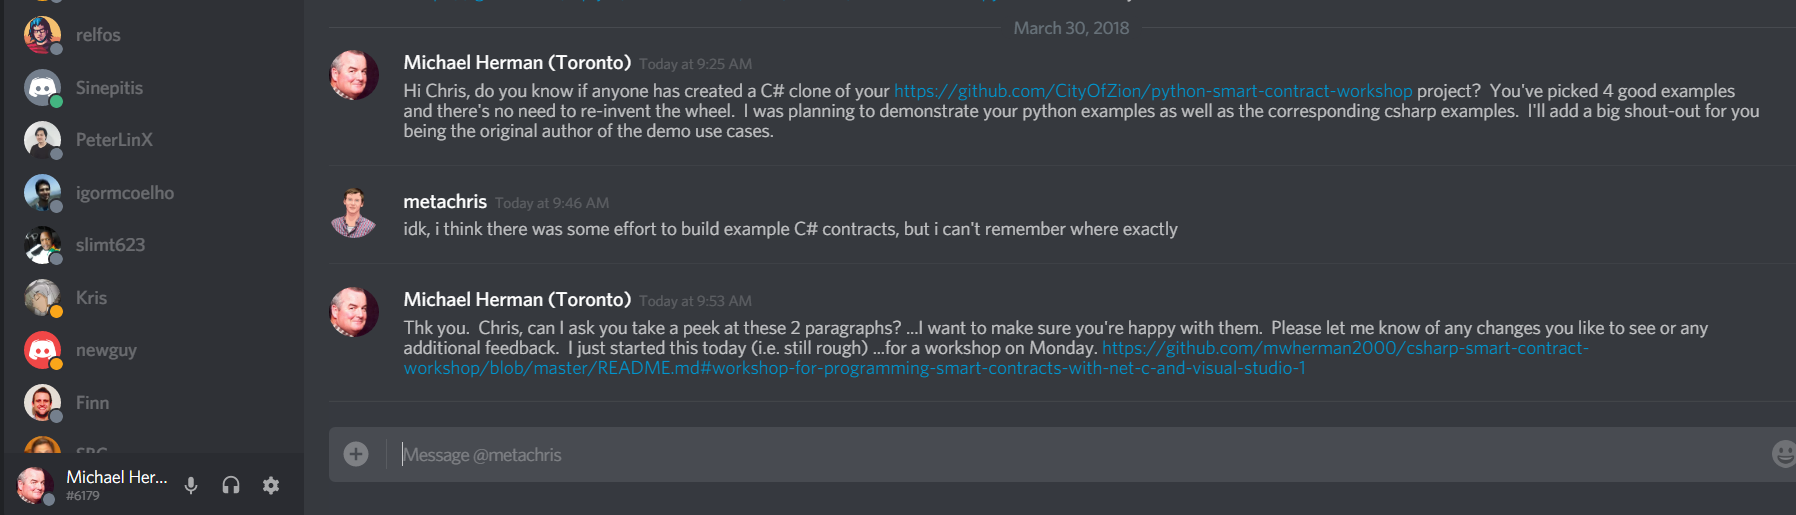 relfos
Sinepitis
PeterLinX
igormcoelho
slimt623
Kris
newguy
Finn
Michael Her...
#6179
March 30, 2018
Michael Herman (Toronto) Today at 9:25 AM
Hi Chris, do you know if anyone has created a C# clone of your https://github.com/CityOfZion/python-smart-contract-workshop project? You've picked 4 good examples
and there's no need to re-invent the wheel. I was planning to demonstrate your python examples as well as the corresponding csharp examples. I'll add a big shout-out for you
being the original author of the demo use cases.
metachris Today at 9:46 AM
idk, i think there was some effort to build example C# contracts, but i can't remember where exactly
Michael Herman (Toronto) Today at 9:53 AM
Thk you. Chris, can I ask you take a peek at these 2 paragraphs? ...I want to make sure you're happy with them. Please let me know of any changes you like to see or any
additional feedback. I just started this today (i.e. still rough) ...for a workshop on Monday. https://github.com/mwherman2000/csharp-smart-contract-
workshop/blob/master/README.md#workshop-for-programming-smart-contracts-with-net-c-and-visual-studio-1
Message @metachris